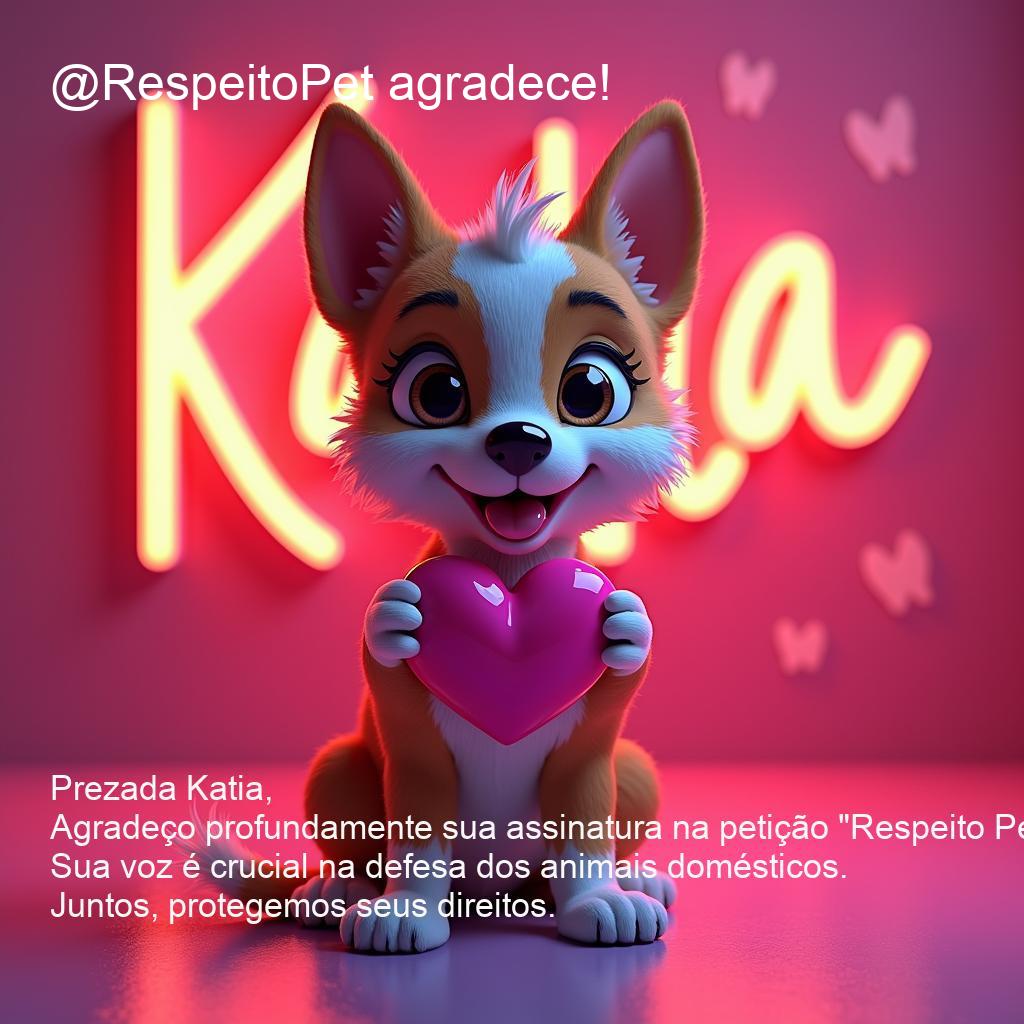 @RespeitoPet agradece!
Katia
Prezada Katia,
Agradeço profundamente sua assinatura na petição "Respeito Pe
Sua voz é crucial na defesa dos animais domésticos.
Juntos, protegemos seus direitos.